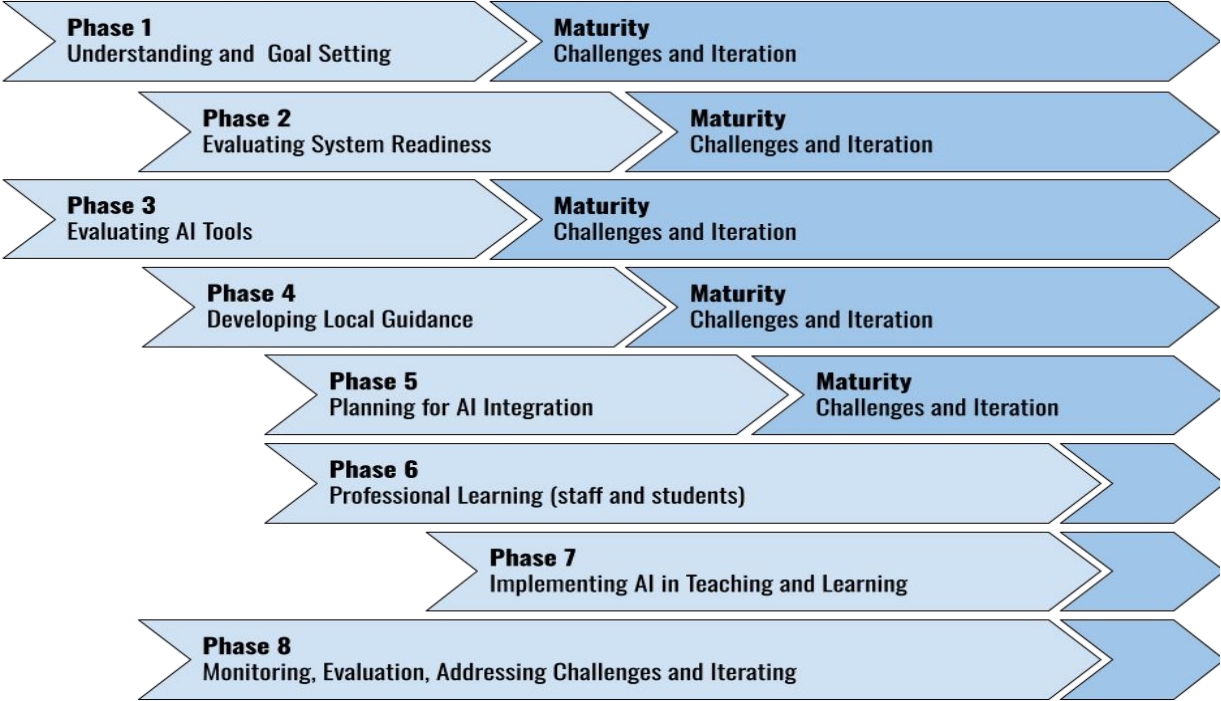 Phase 1
Understanding and  Goal Setting
Maturity
Challenges and Iteration
Phase 2
Evaluating System Readiness
Maturity
Challenges and Iteration
Phase 3
Evaluating AI Tools
Maturity
Challenges and Iteration
Phase 4
Developing Local Guidance
Maturity
Challenges and Iteration
Phase 5
Planning for AI Integration
Maturity
Challenges and Iteration
Phase 6
Professional Learning (staff and students)
Phase 7
Implementing AI in Teaching and Learning
Phase 8
Monitoring, Evaluation, Addressing Challenges and Iterating